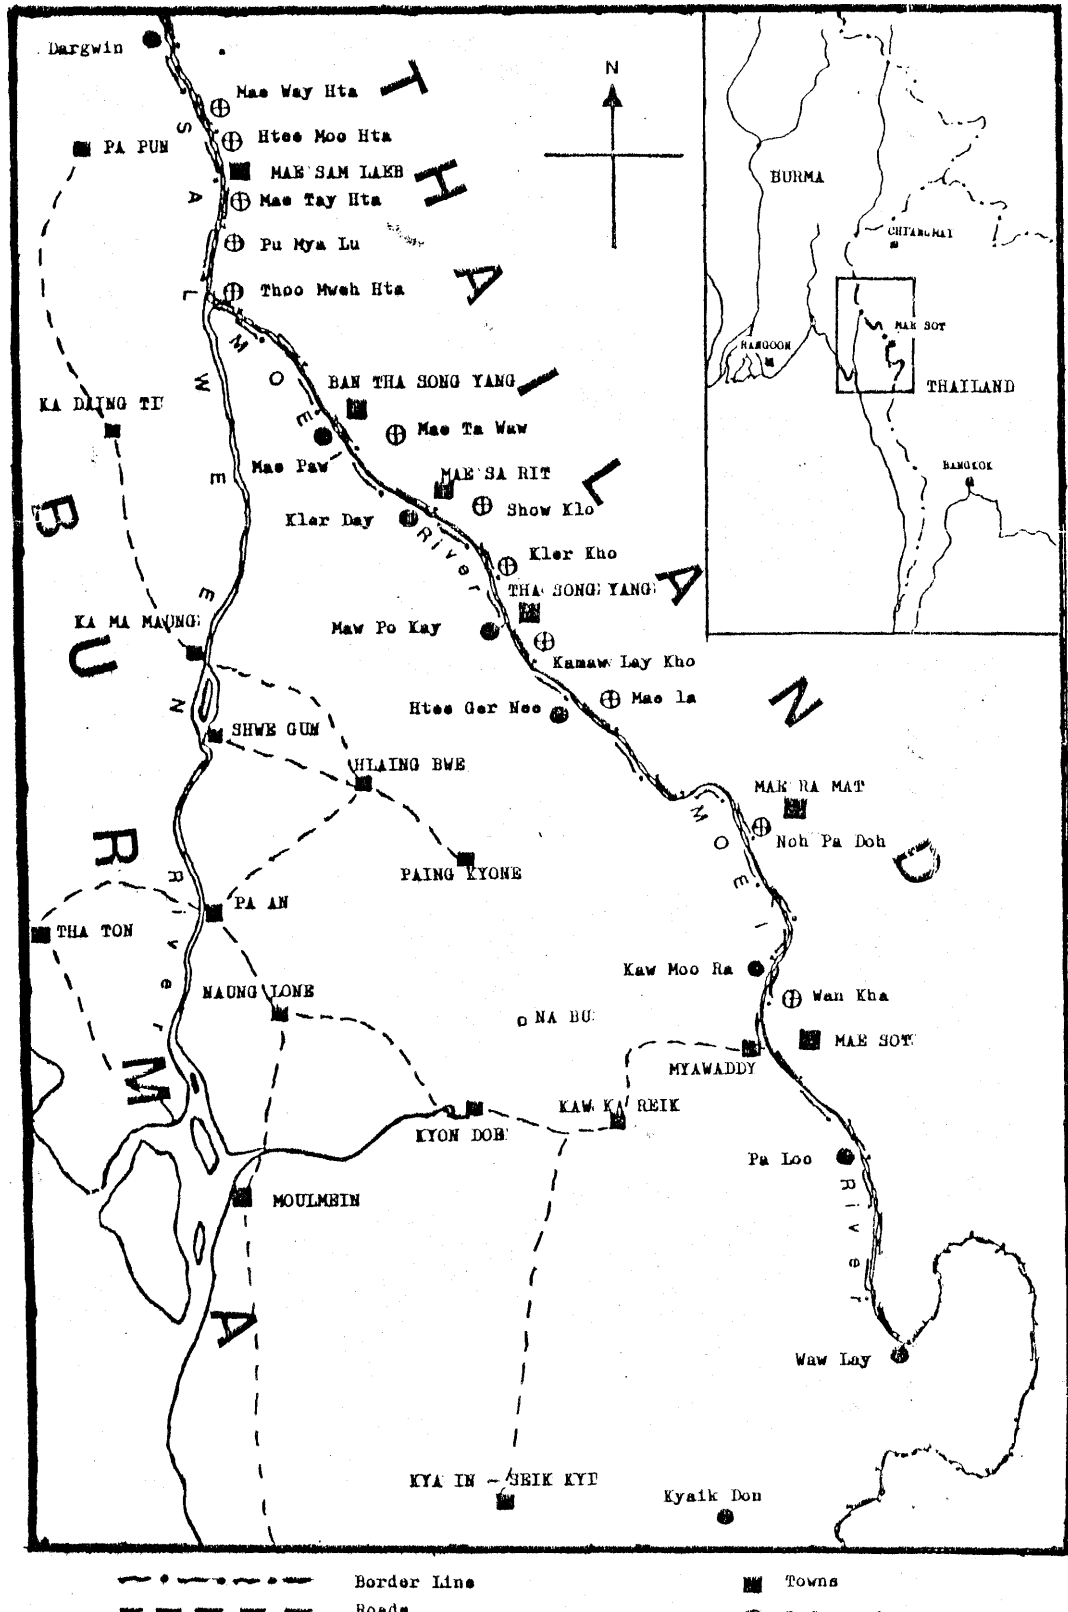 Dargwin
Mae Way Hta
Htee Moo Hta
PA PUN
MAE SAM LAEB
Mae Tay Hta
Pu Mya Lu
Thoo Mweh Hta
THAILAND
N
BURMA
CHIANGMAI
MAE SOT
RANGOON
THAILAND
BANGKOK
SALWEEN River
MOEI River
BAN THA SONG YANG
KA DAING TI
Mae Ta Waw
Mae Paw
MAE SA RIT
Show Klo
Kler Day
Kler Kho
THA SONG YANG
KA MA MAUNG
Maw Po Kay
Kamaw Lay Kho
Mae la
Htee Ger Nee
SHWE GUN
HLAING BWE
MAE RA MAT
Noh Pa Doh
PAING KYONE
PA AN
THA TON
Kaw Moo Ra
NAUNG LONE
Wan Kha
NA BU
MAE SOT
MYAWADDY
KAW KA REIK
KYON DOE
Pa Loo
MOULMEIN
MOEI River
BURMA
Waw Lay
KYA IN - SEIK KYI
Kyaik Don
Border Line
Towns
Roads